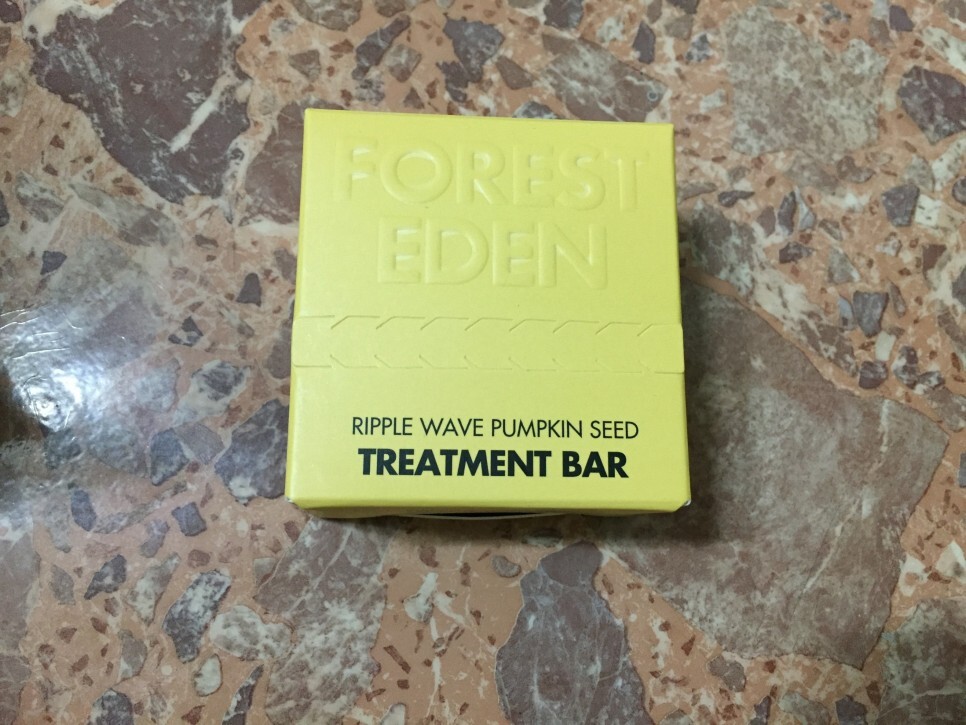 FOREST
EDEN
RIPPLE WAVE PUMPKIN SEED
TREATMENT BAR